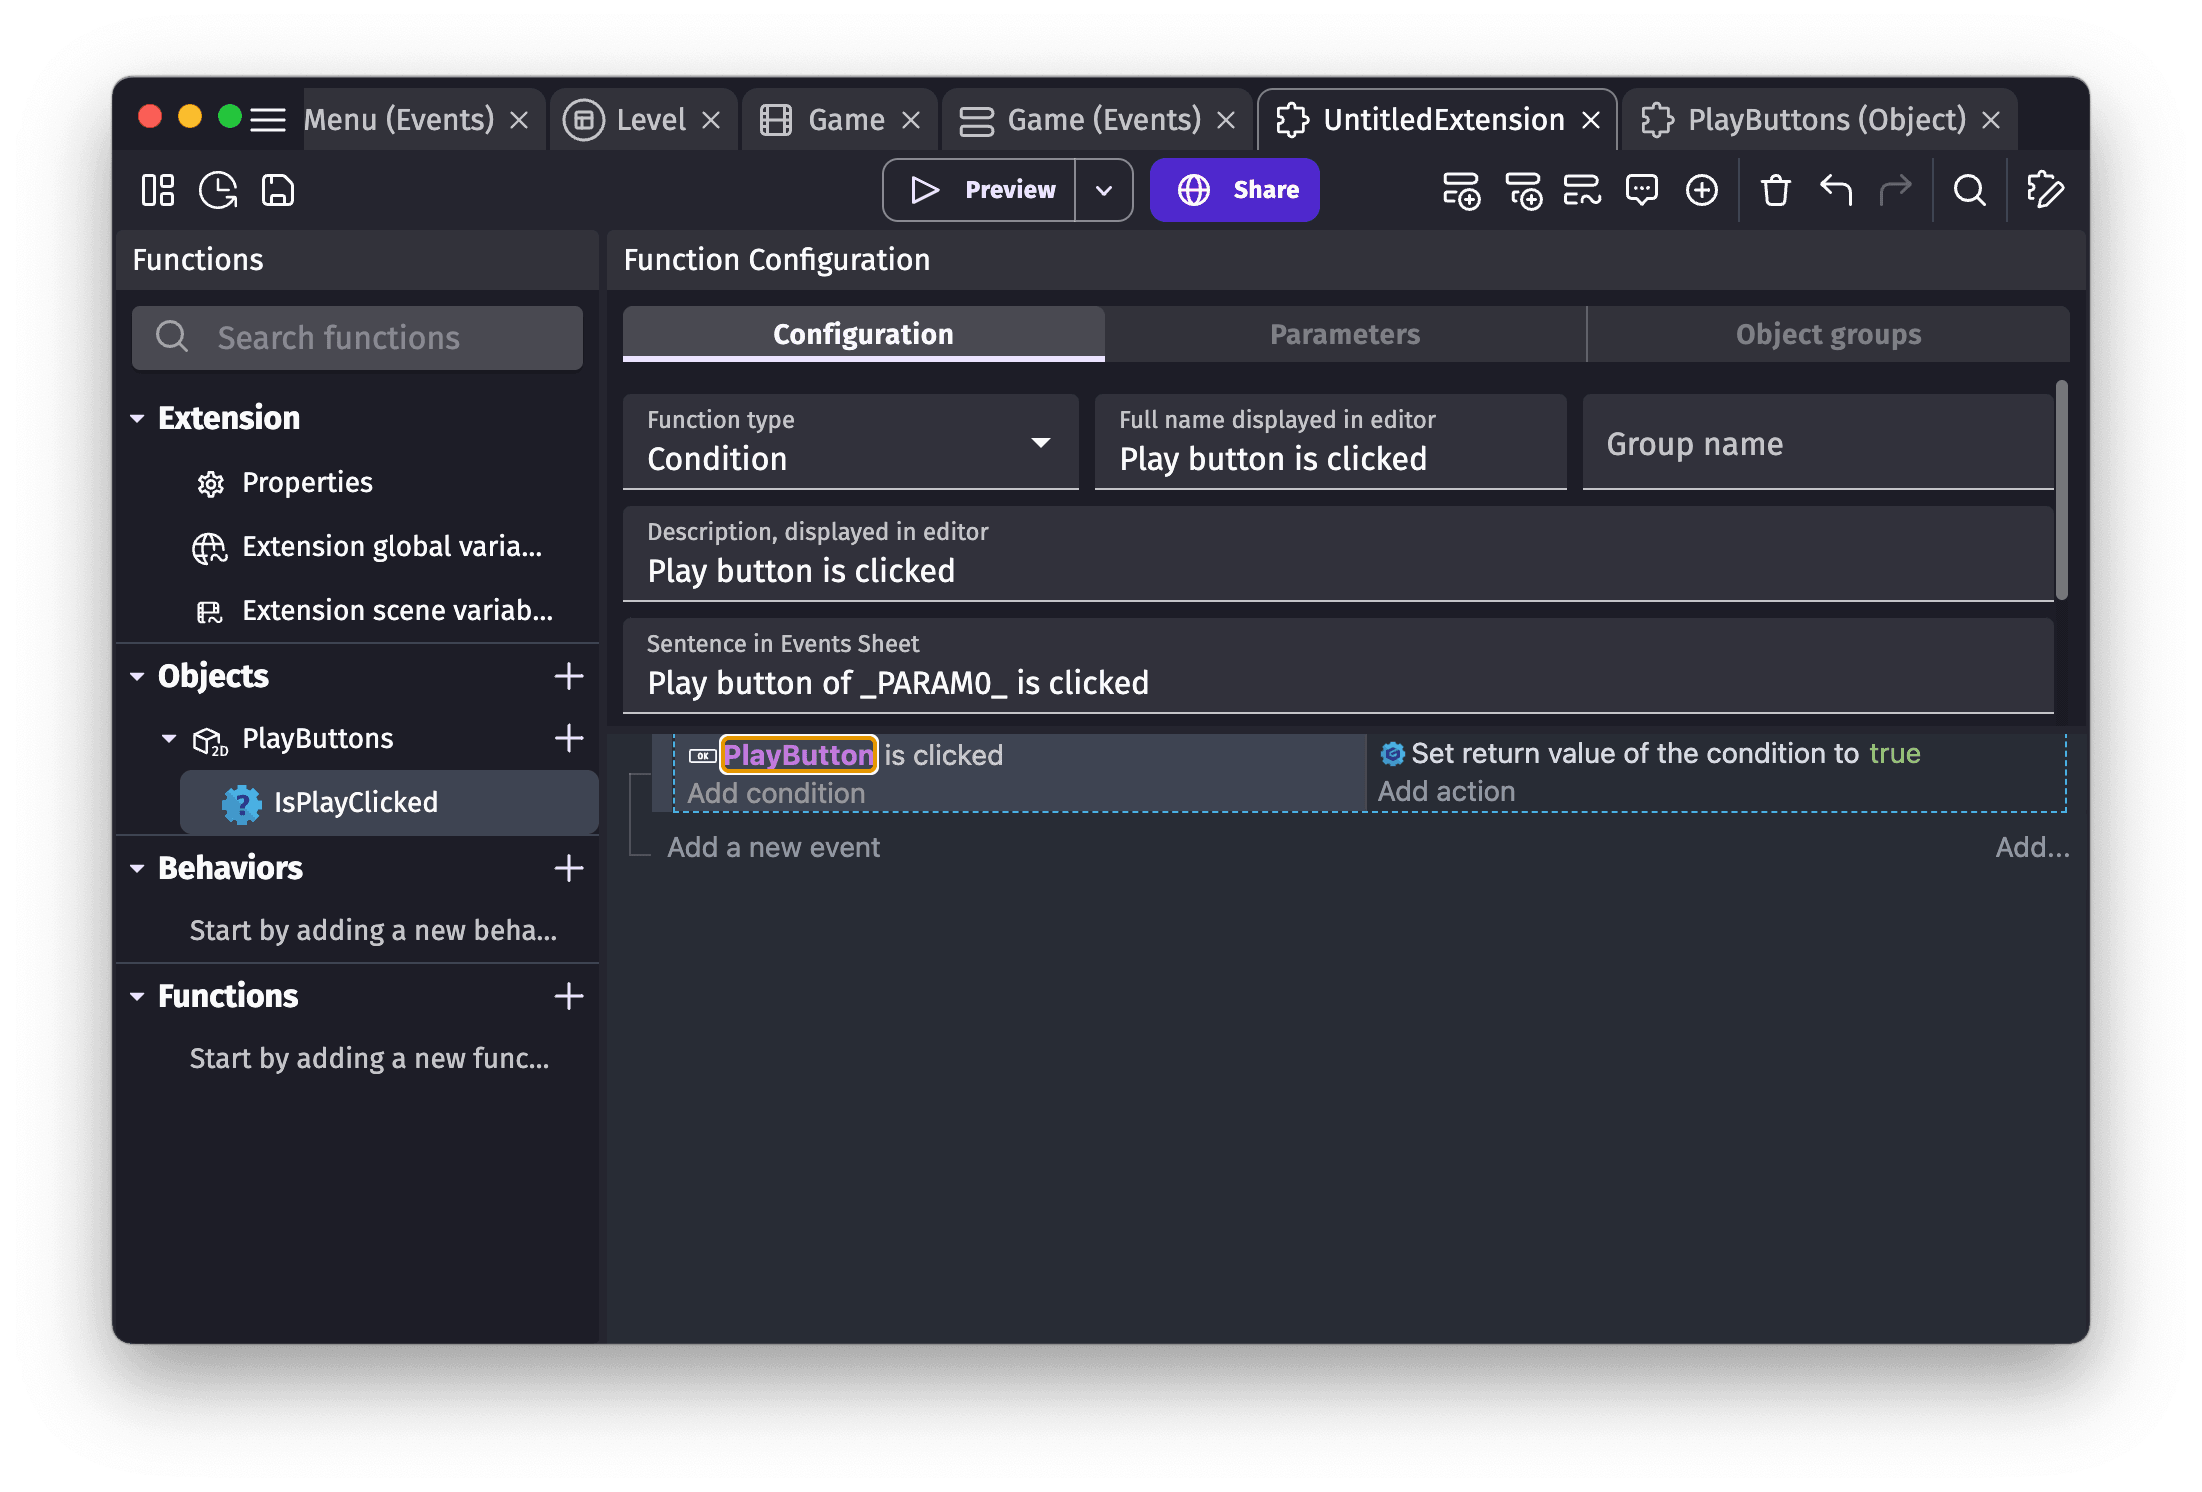 Menu (Events)
Level
Game
Game (Events)
UntitledExtension
PlayButtons (Object)
Preview
Share
Functions
Search functions
Extension
Properties
Extension global varia...
Extension scene variab...
Objects
PlayButtons
2D
IsPlayClicked
Behaviors
Start by adding a new beha...
Functions
Start by adding a new func...
Function Configuration
Configuration
Parameters
Object groups
Function type
Condition
Full name displayed in editor
Play button is clicked
Group name
Description, displayed in editor
Play button is clicked
Sentence in Events Sheet
Play button of _PARAM0_ is clicked
OK PlayButton is clicked
Add condition
Set return value of the condition to true
Add action
Add a new event
Add...